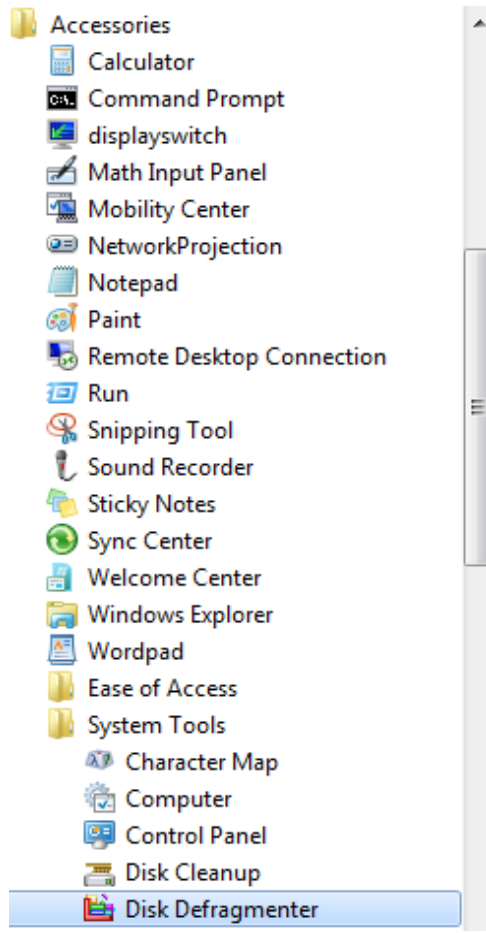 Accessories
Calculator
Command Prompt
displayswitch
Math Input Panel
Mobility Center
NetworkProjection
Notepad
Paint
Remote Desktop Connection
Run
Snipping Tool
Sound Recorder
Sticky Notes
Sync Center
Welcome Center
Windows Explorer
Wordpad
Ease of Access
System Tools
Character Map
Computer
Control Panel
Disk Cleanup
Disk Defragmenter